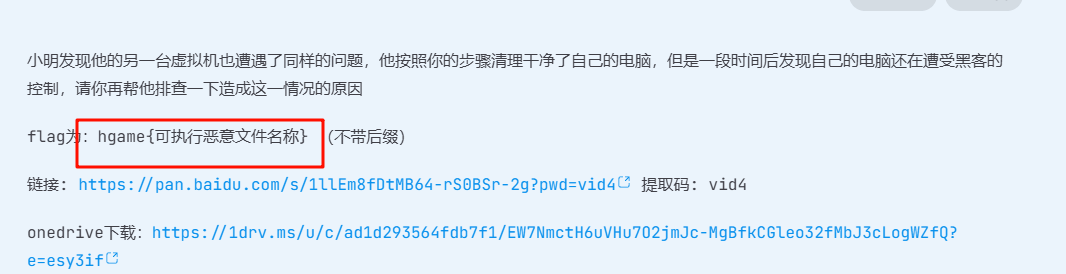 小明发现他的另一台虚拟机也遭遇了同样的问题，他按照你的步骤清理干净了自己的电脑，但是一段时间后发现自己的电脑还在遭受黑客的
控制，请你再帮他排查一下造成这一情况的原因
flag为：hgame{可执行恶意文件名称} （不带后缀）
链接：https://pan.baidu.com/s/1llEm8fDtMB64-rS0BSr-2g?pwd=vid4 提取码：vid4
onedrive下载：https://1drv.ms/u/c/ad1d293564fdb7f1/EW7NmctH6uVHu7O2jmJc-MgBfkCGleo32fMbJ3cLogWZfQ?
e=esy3if